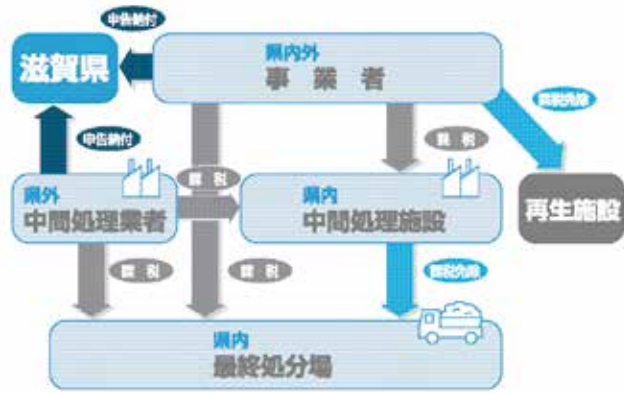 申告納付
滋賀県
県内外
事業者
課税免除
申告納付
課税
課税
県外
中間処理業者
県内
中間処理施設
再生施設
課税
課税
課税免除
県内
最終処分場